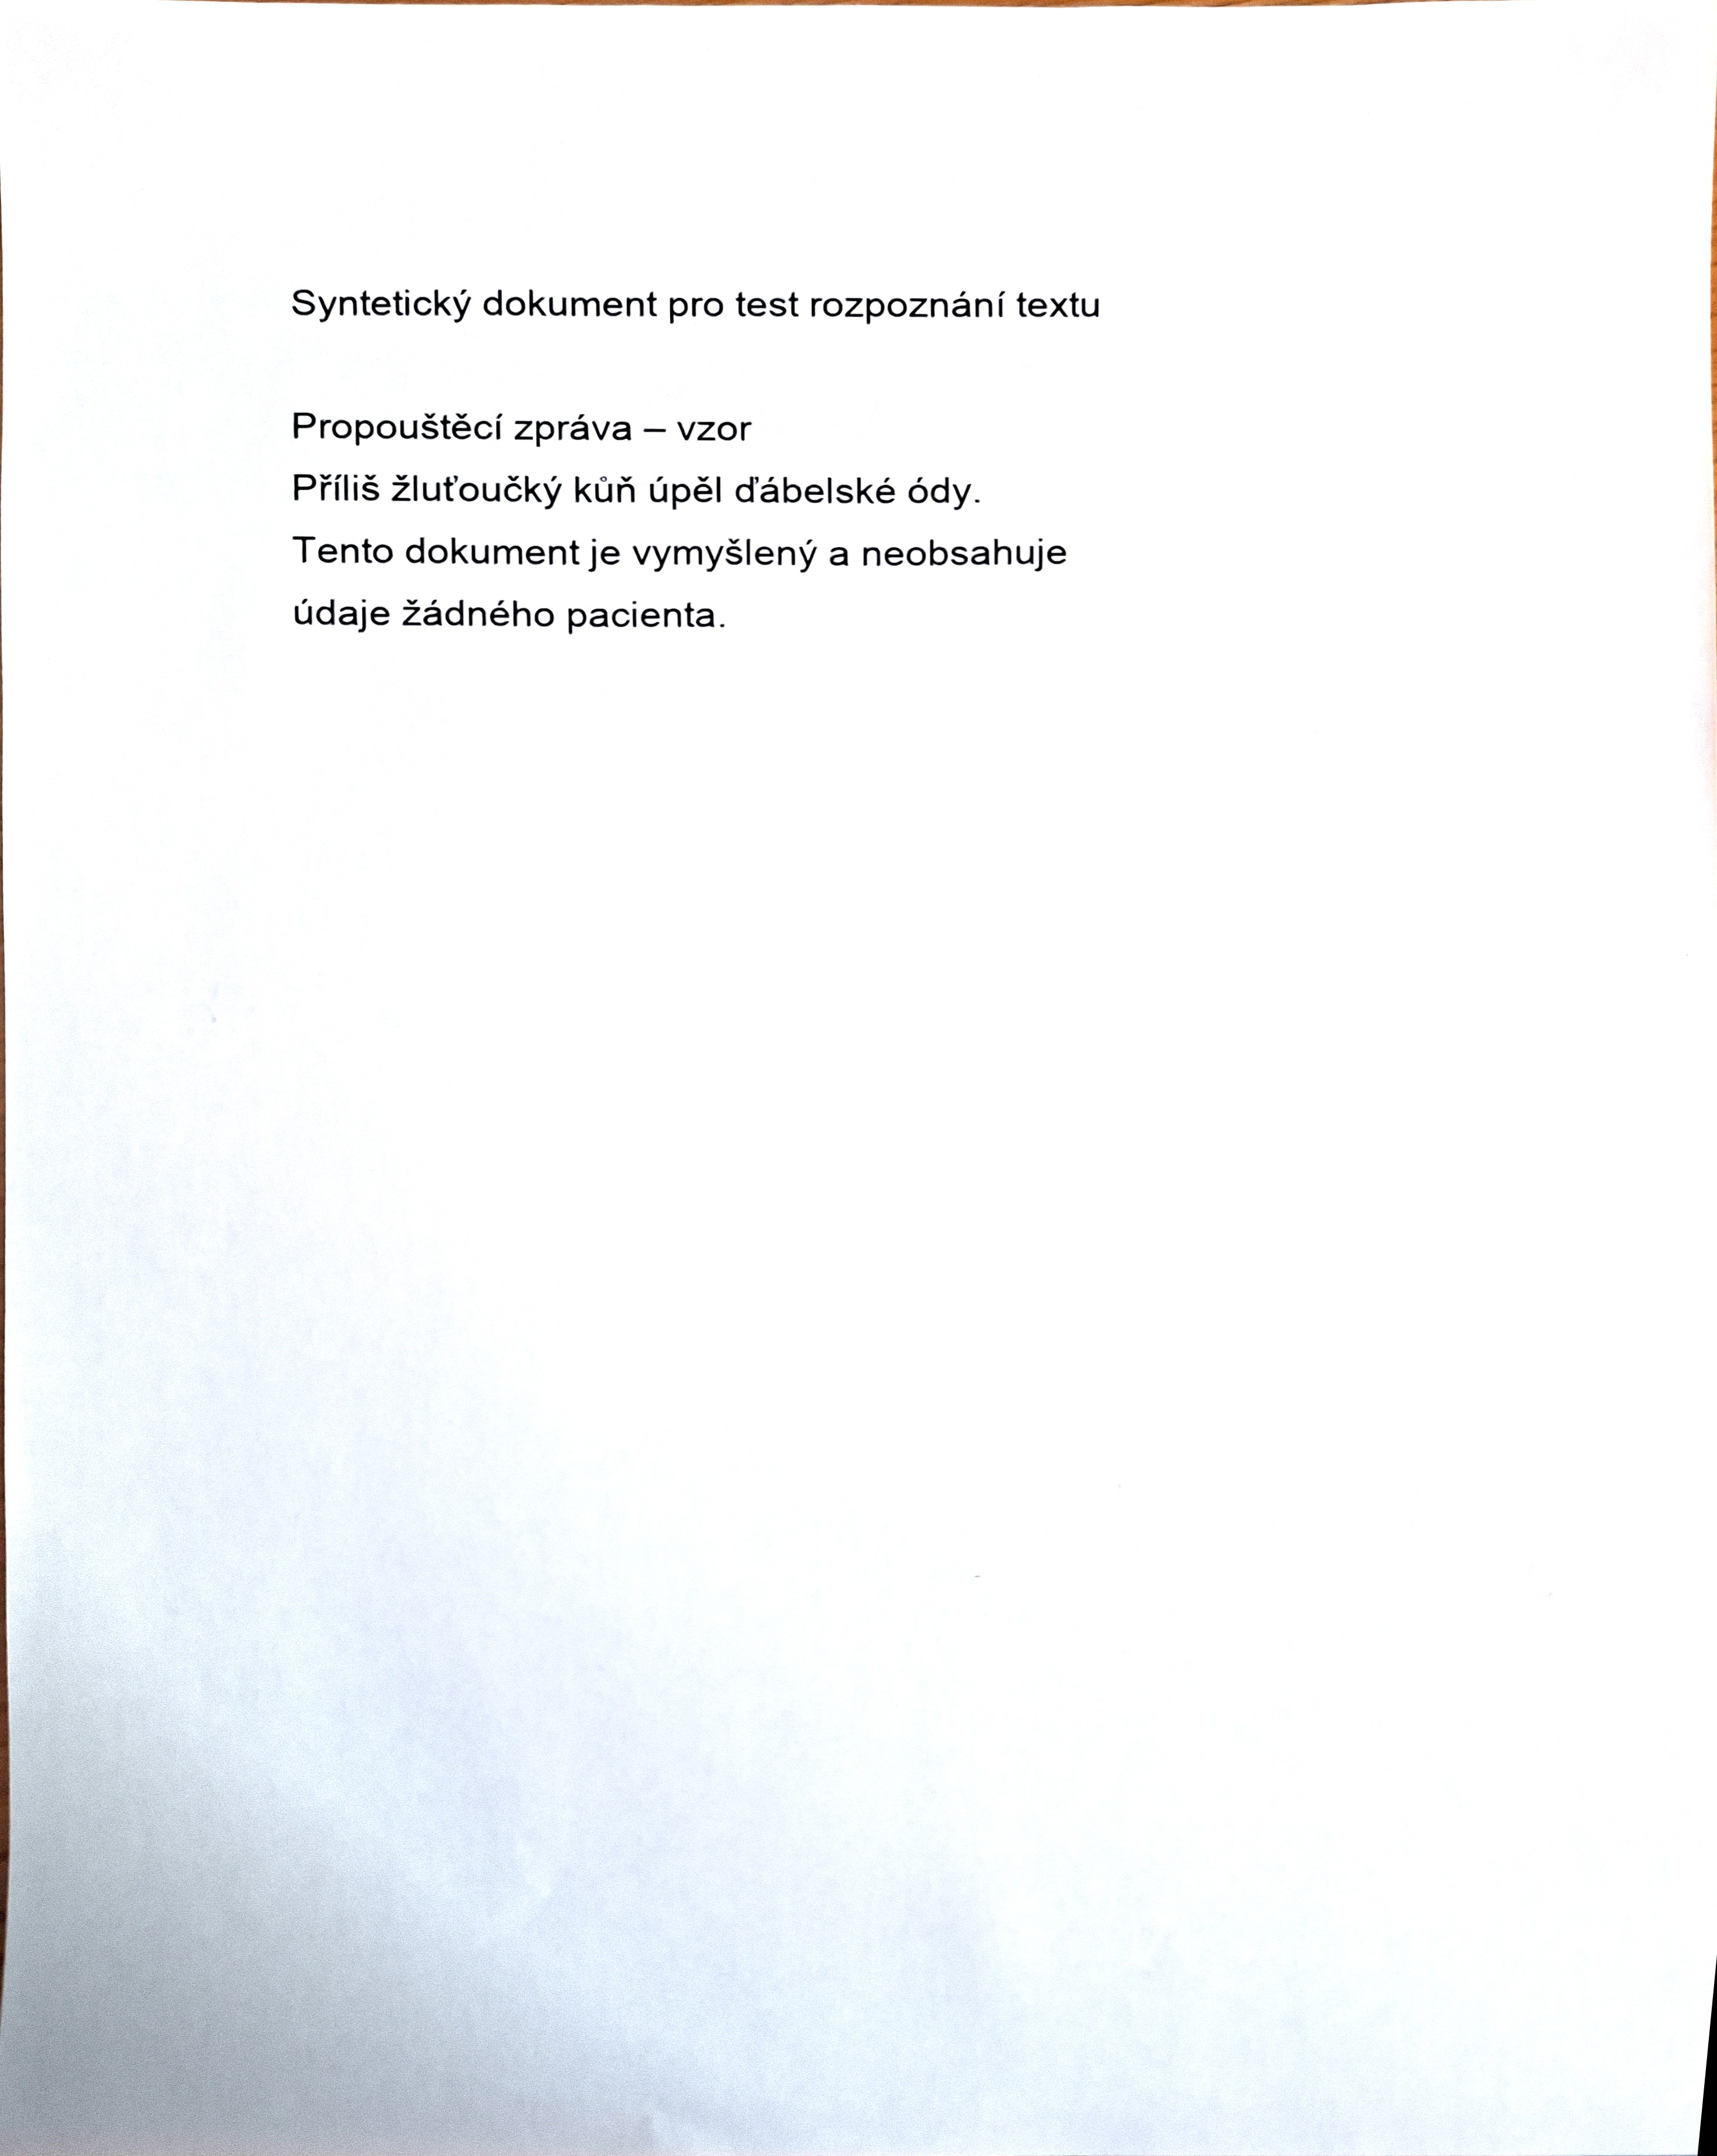 Syntetický dokument pro test rozpoznání textu
Propouštěcí zpráva – vzor
Příliš žluťoučký kůň úpěl ďábelské ódy.
Tento dokument je vymyšlený a neobsahuje
údaje žádného pacienta.